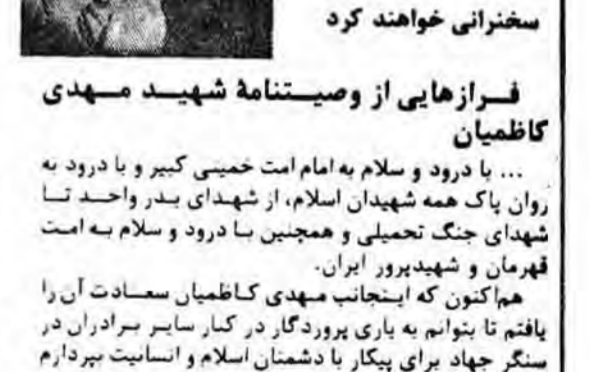 سخنرانی خواهند کرد
فرازهایی از وصیتنامهٔ شهید مهدی
کاظمیان
... با درود و سلام به امام امت خمینی کبیر و با درود به
روان پاک همه شهیدان اسلام، از شهدای بدر واحد تا
شهدای جنگ تحمیلی و همچنین با درود و سلام به امت
قهرمان و شهیدپرور ایران.
هم‌اکنون که اینجانب مهدی کاظمیان سعادت آن را
یافتم تا بتوانم به یاری پروردگار در کنار سایر برادران در
سنگر جهاد برای پیکار با دشمنان اسلام و انسانیت بپردازم